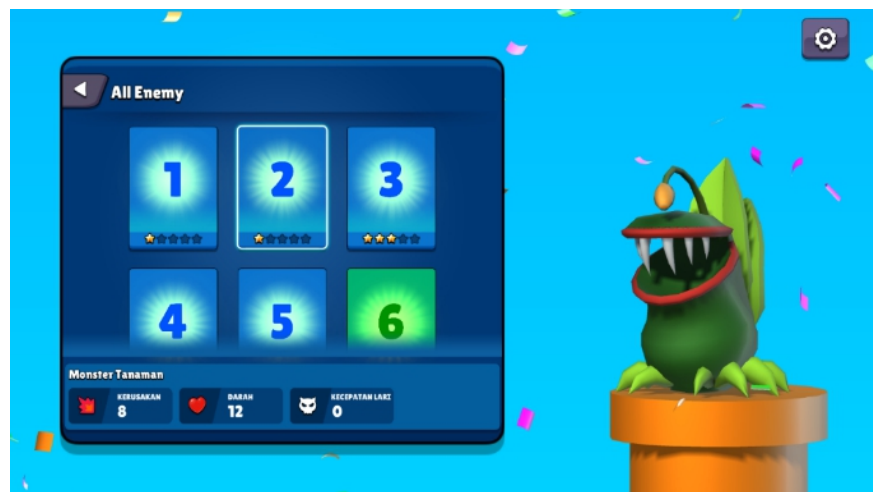 All Enemy
1 2 3
4 5 6
Monster Tanaman
KERUSAKAN DARAH KECEPATAN LARI
8 12 0